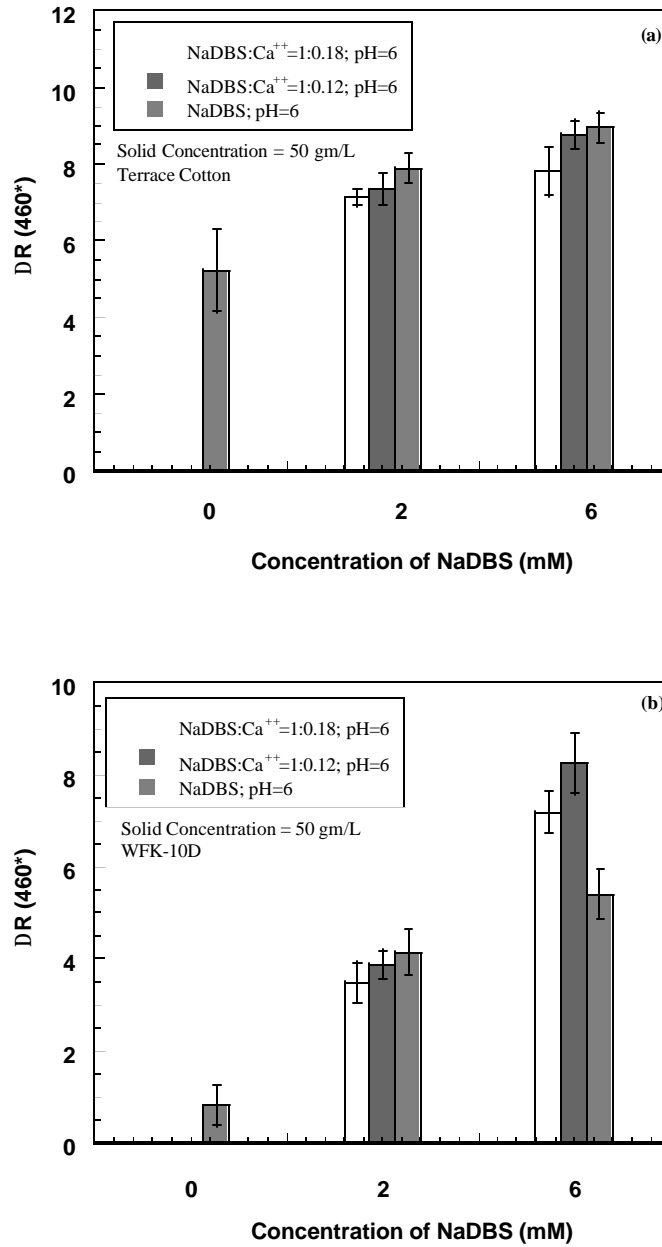 12
(a)
NaDBS:Ca++=1:0.18; pH=6
10
NaDBS:Ca++=1:0.12; pH=6
NaDBS; pH=6
Solid Concentration = 50 gm/L
8
Terrace Cotton
DR (460*)
6
4
2
0
0 2 6
Concentration of NaDBS (mM)
10
(b)
NaDBS:Ca++=1:0.18; pH=6
NaDBS:Ca++=1:0.12; pH=6
8
NaDBS; pH=6
Solid Concentration = 50 gm/L
WFK-10D
6
DR (460*)
4
2
0
0 2 6
Concentration of NaDBS (mM)